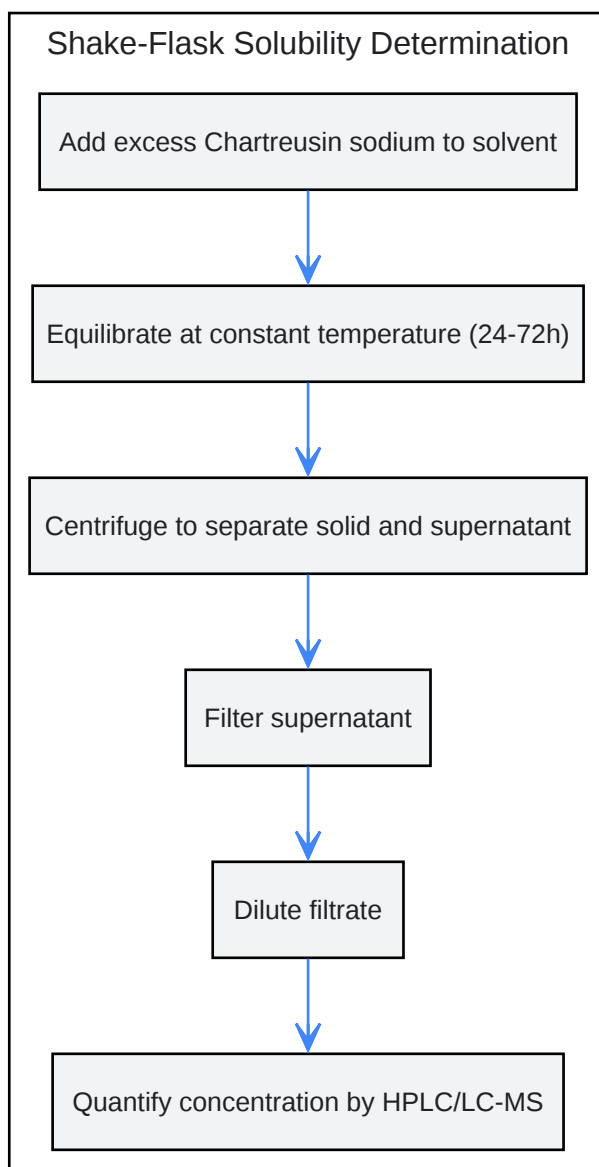 Shake-Flask Solubility Determination
Add excess Chartreusin sodium to solvent
Equilibrate at constant temperature (24-72h)
Centrifuge to separate solid and supernatant
Filter supernatant
Dilute filtrate
Quantify concentration by HPLC/LC-MS